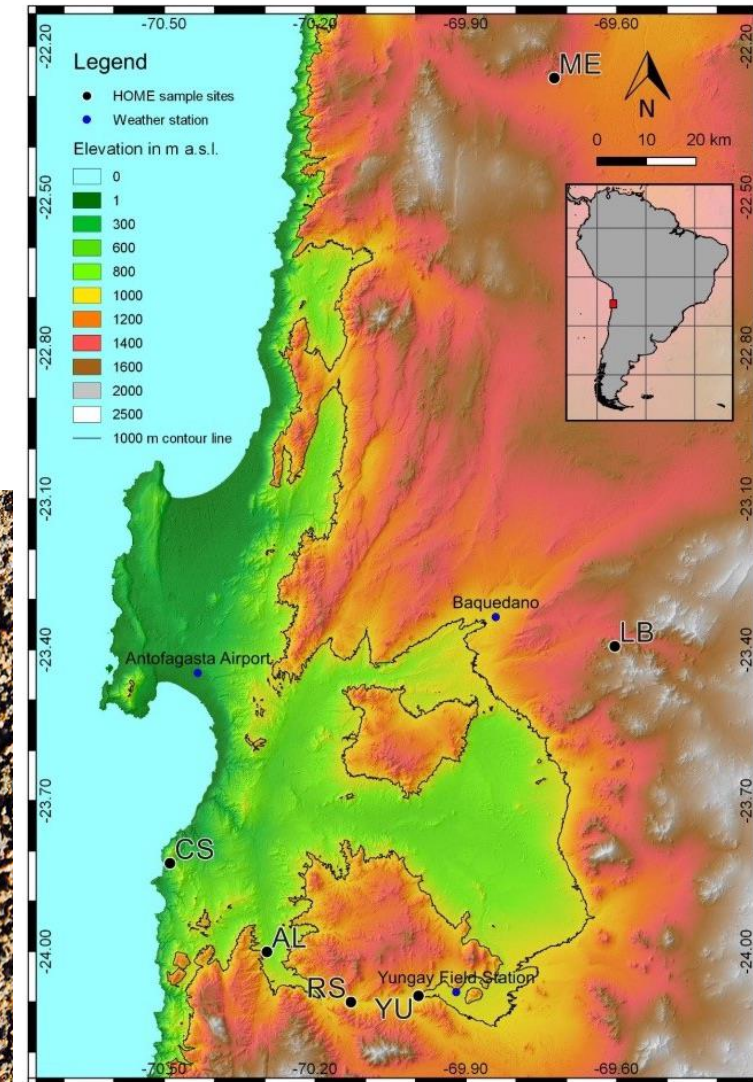 -70.50 -70.20 -69.90 -69.60
-22.20 -22.20
Legend
HOME sample sites
Weather station
Elevation in m a.s.l.
0
1
300
600
800
1000
1200
1400
1600
2000
2500
1000 m contour line
ME
N
0 10 20 km
-22.50 -22.50
-22.80 -22.80
-23.10 -23.10
Baquedano
-23.40 -23.40
LB
Antofagasta Airport
-23.70 -23.70
CS
AL
-24.00 -24.00
Yungay Field Station
RS YU
-70.50 -70.20 -69.90 -69.60